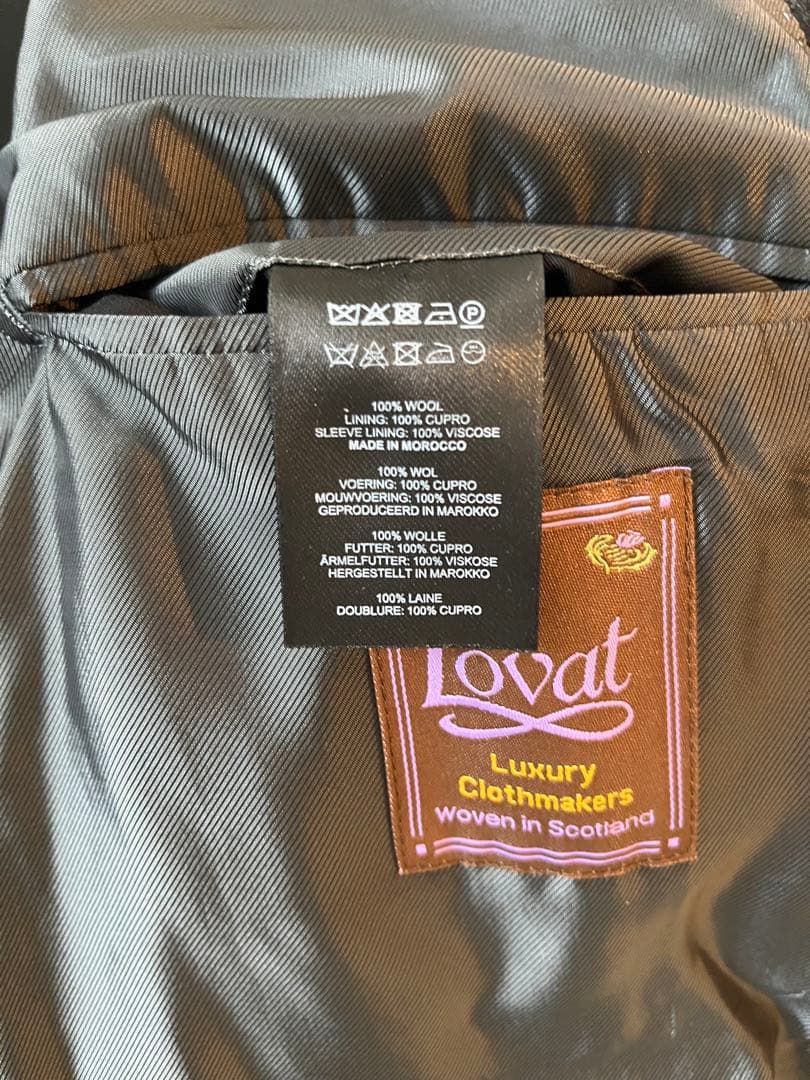 100% WOOL
LINING: 100% CUPRO
SLEEVE LINING: 100% VISCOSE
MADE IN MOROCCO
100% WOL
VOERING: 100% CUPRO
MOUWVOERING: 100% VISCOSE
GEPRODUCEERD IN MAROKKO
100% WOLLE
FUTTER: 100% CUPRO
ÄRMELFUTTER: 100% VISKOSE
HERGESTELLT IN MAROKKO
100% LAINE
DOUBLURE: 100% CUPRO
Lovat
Luxury
Clothmakers
Woven in Scotland